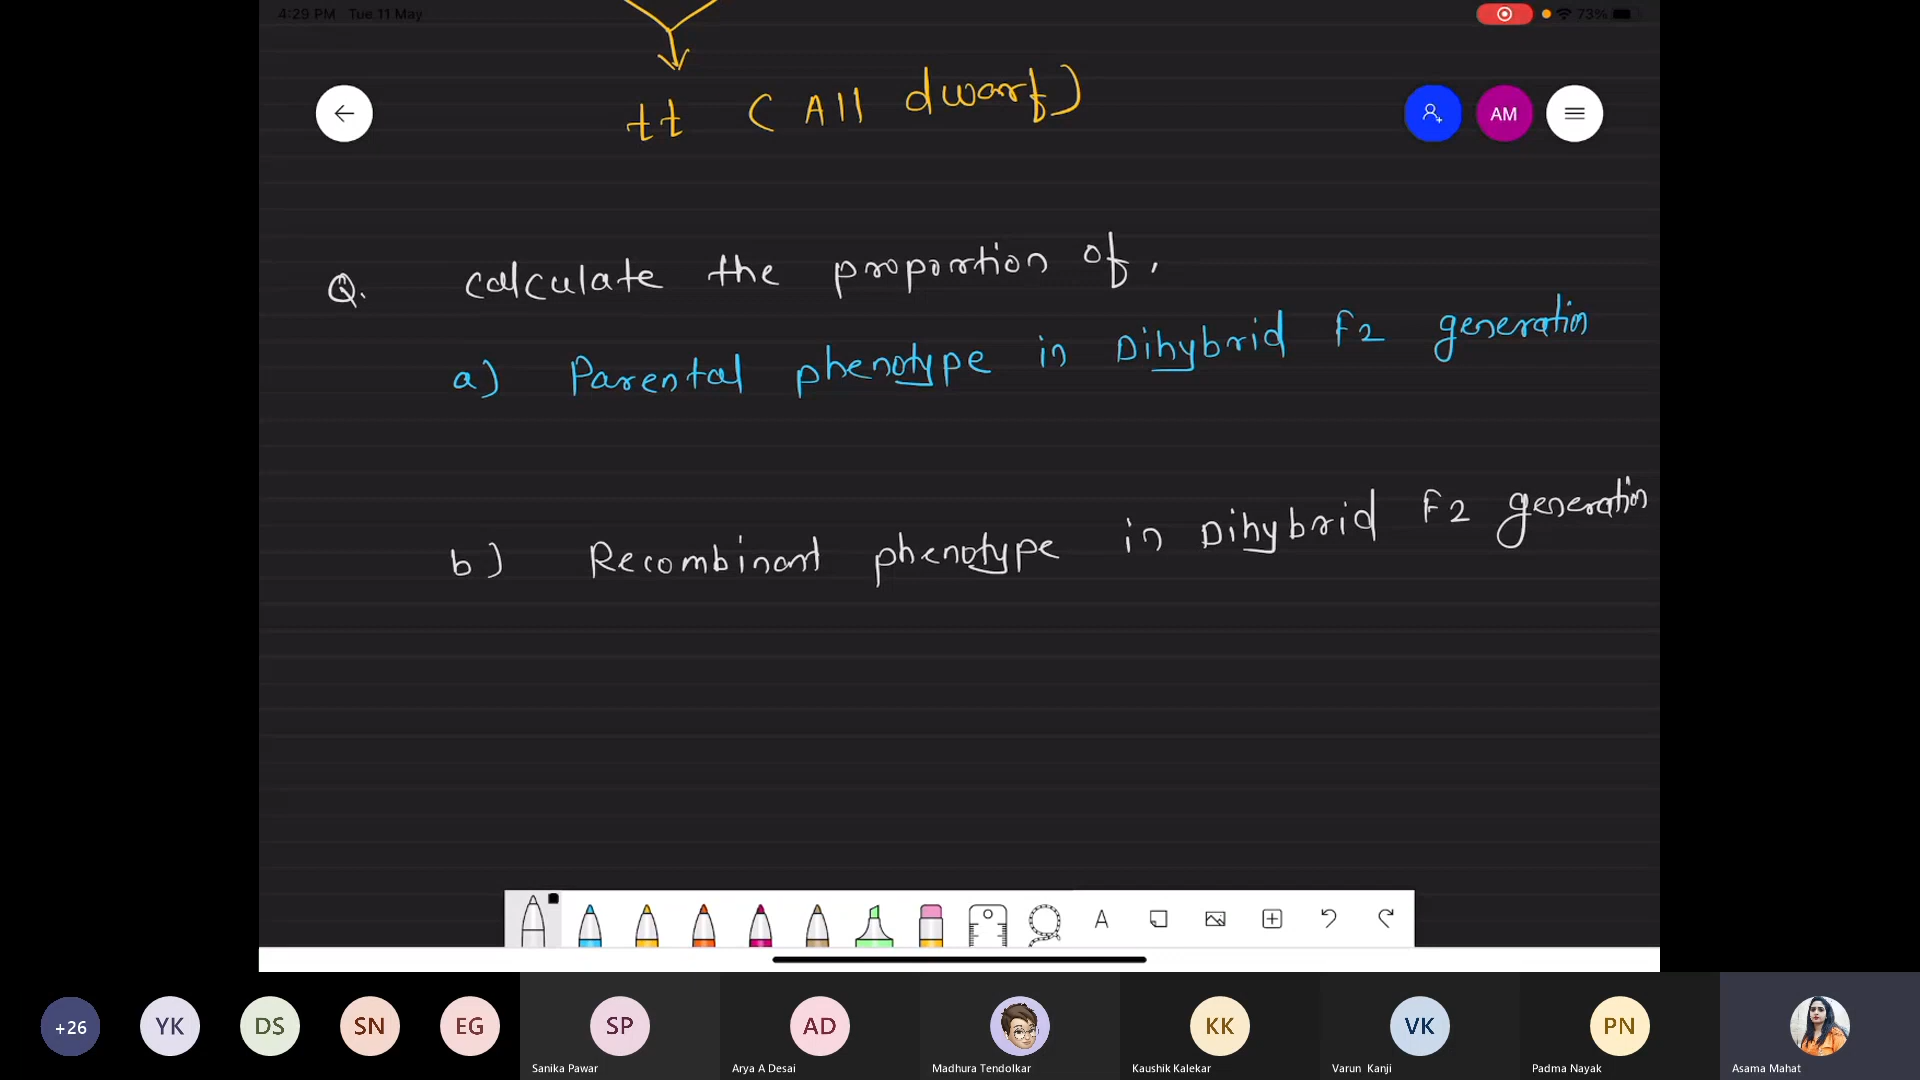 4:29 PM Tue 11 May
73%
tt (All dwarf)
AM
Q. calculate the proportion of,
a) Parental phenotype in Dihybrid F2 generation
b) Recombinant phenotype in Dihybrid F2 generation
A
+26 YK DS SN EG SP AD KK VK PN
Sanika Pawar Arya A Desai Madhura Tendolkar Kaushik Kalekar Varun Kanji Padma Nayak Asama Mahat